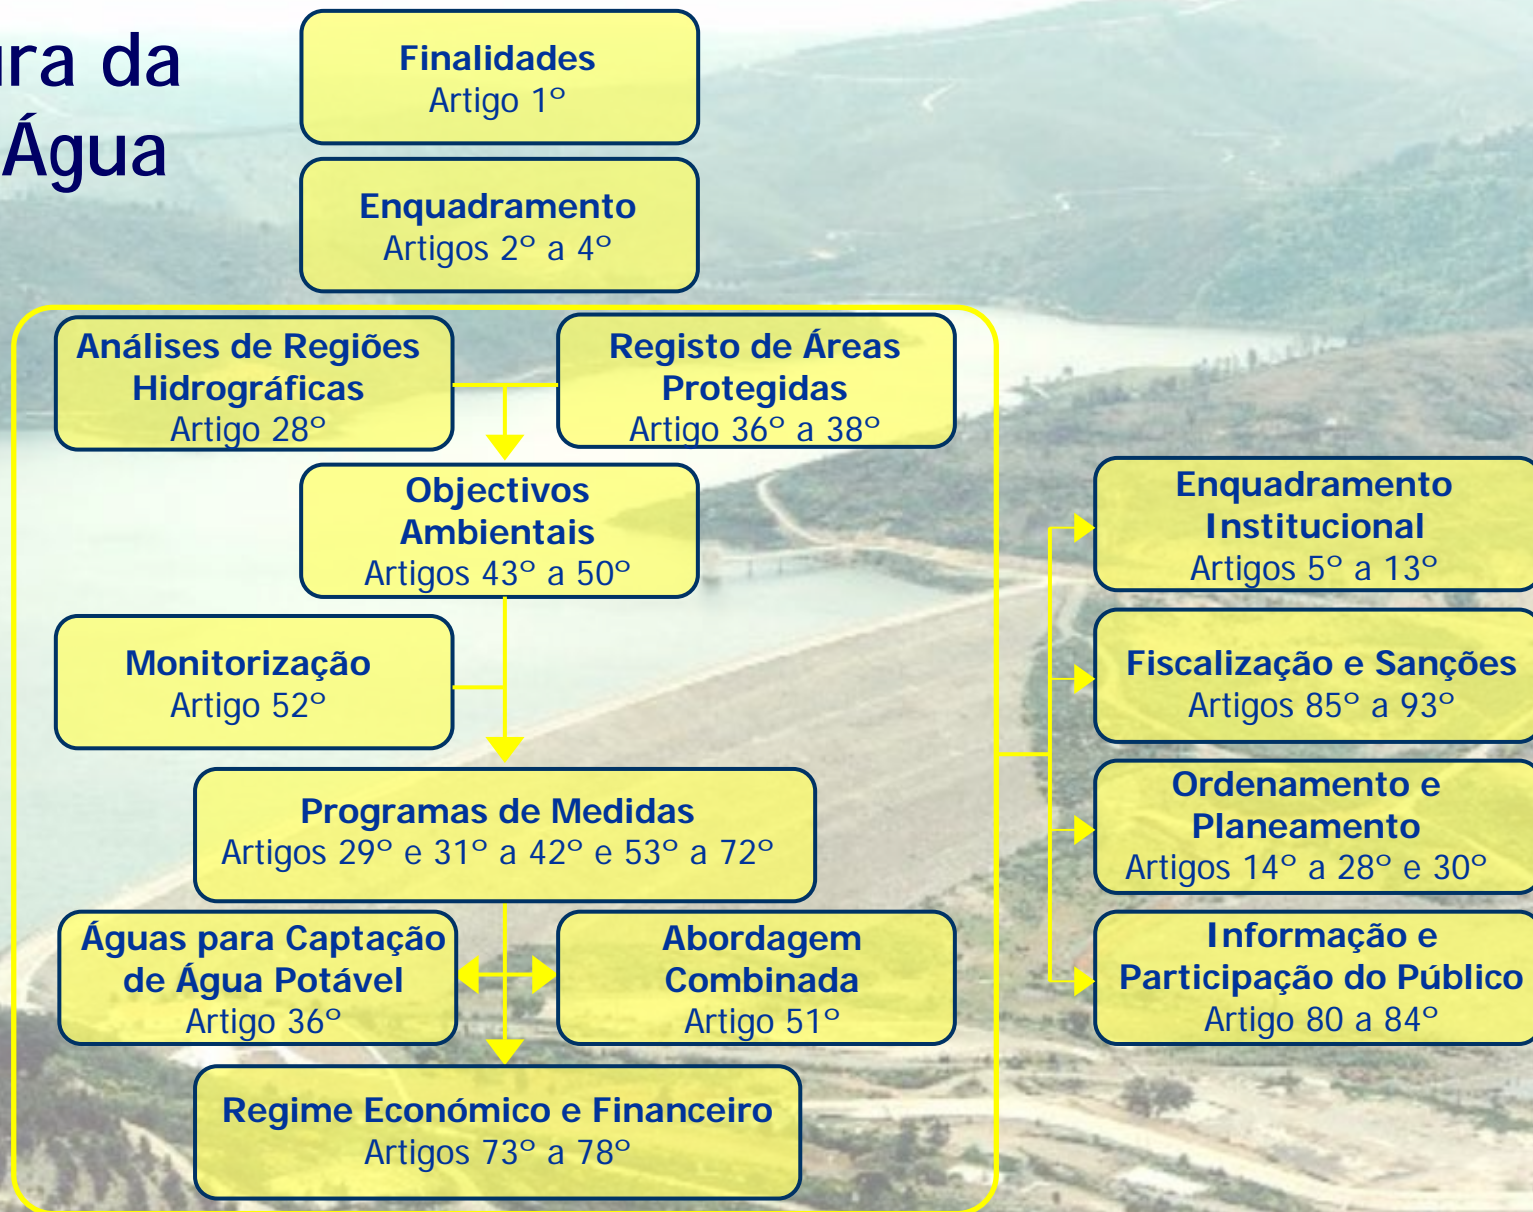 ura da
Água
Finalidades
Artigo 1º
Enquadramento
Artigos 2º a 4º
Análises de Regiões
Hidrográficas
Artigo 28º
Registo de Áreas
Protegidas
Artigo 36º a 38º
Objectivos
Ambientais
Artigos 43º a 50º
Monitorização
Artigo 52º
Programas de Medidas
Artigos 29º e 31º a 42º e 53º a 72º
Águas para Captação
de Água Potável
Artigo 36º
Abordagem
Combinada
Artigo 51º
Regime Económico e Financeiro
Artigos 73º a 78º
Enquadramento
Institucional
Artigos 5º a 13º
Fiscalização e Sanções
Artigos 85º a 93º
Ordenamento e
Planeamento
Artigos 14º a 28º e 30º
Informação e
Participação do Público
Artigo 80 a 84º